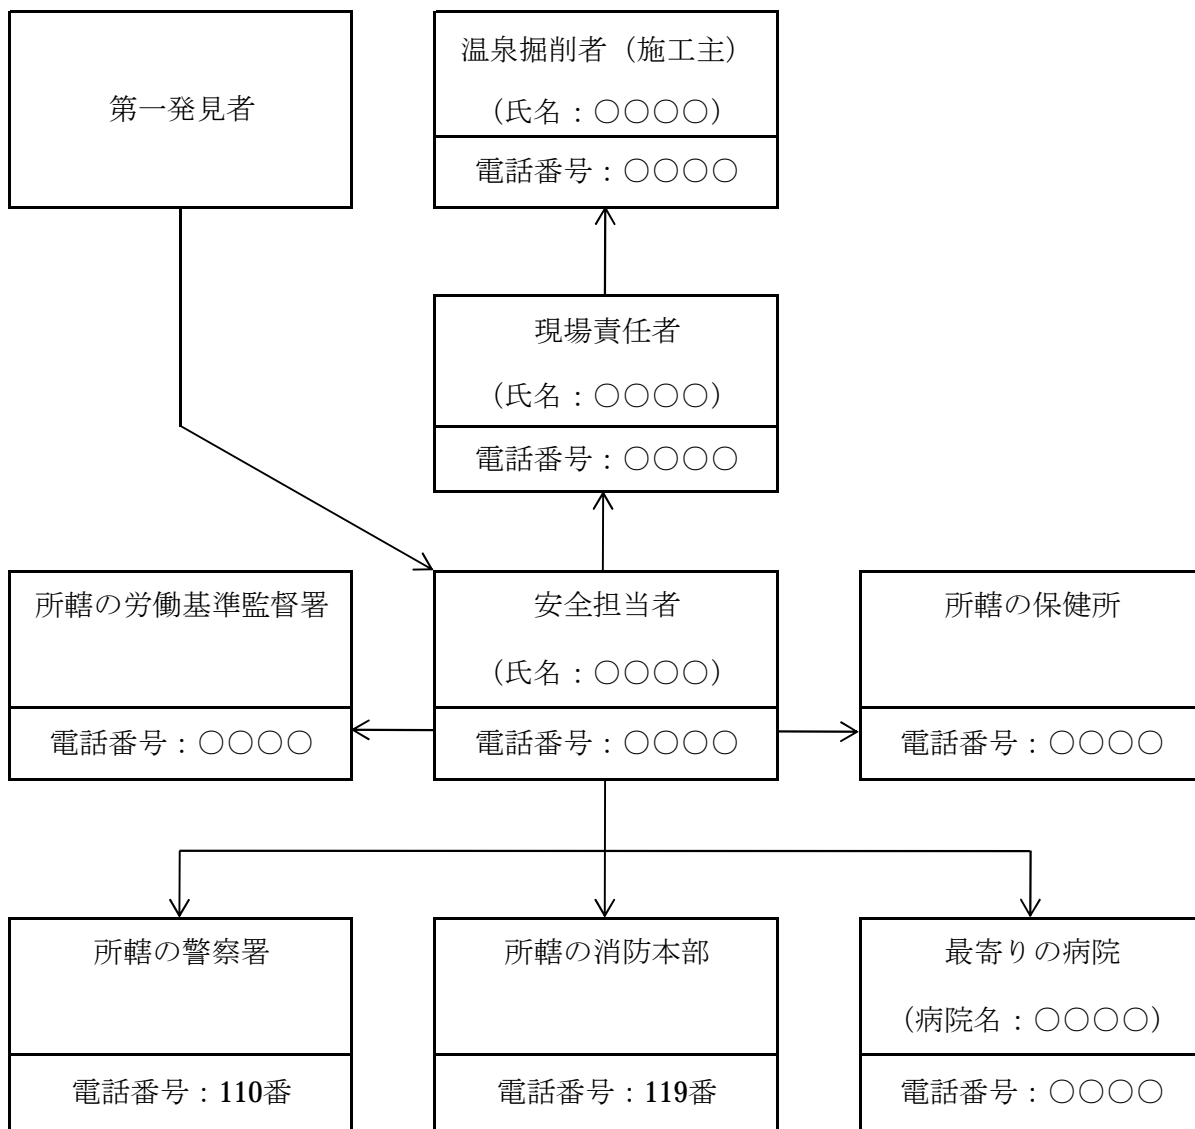 第一発見者
温泉掘削者（施工主）
（氏名：○○○○）
電話番号：○○○○
現場責任者
（氏名：○○○○）
電話番号：○○○○
所轄の労働基準監督署
電話番号：○○○○
安全担当者
（氏名：○○○○）
電話番号：○○○○
所轄の保健所
電話番号：○○○○
所轄の警察署
電話番号：110番
所轄の消防本部
電話番号：119番
最寄りの病院
（病院名：○○○○）
電話番号：○○○○